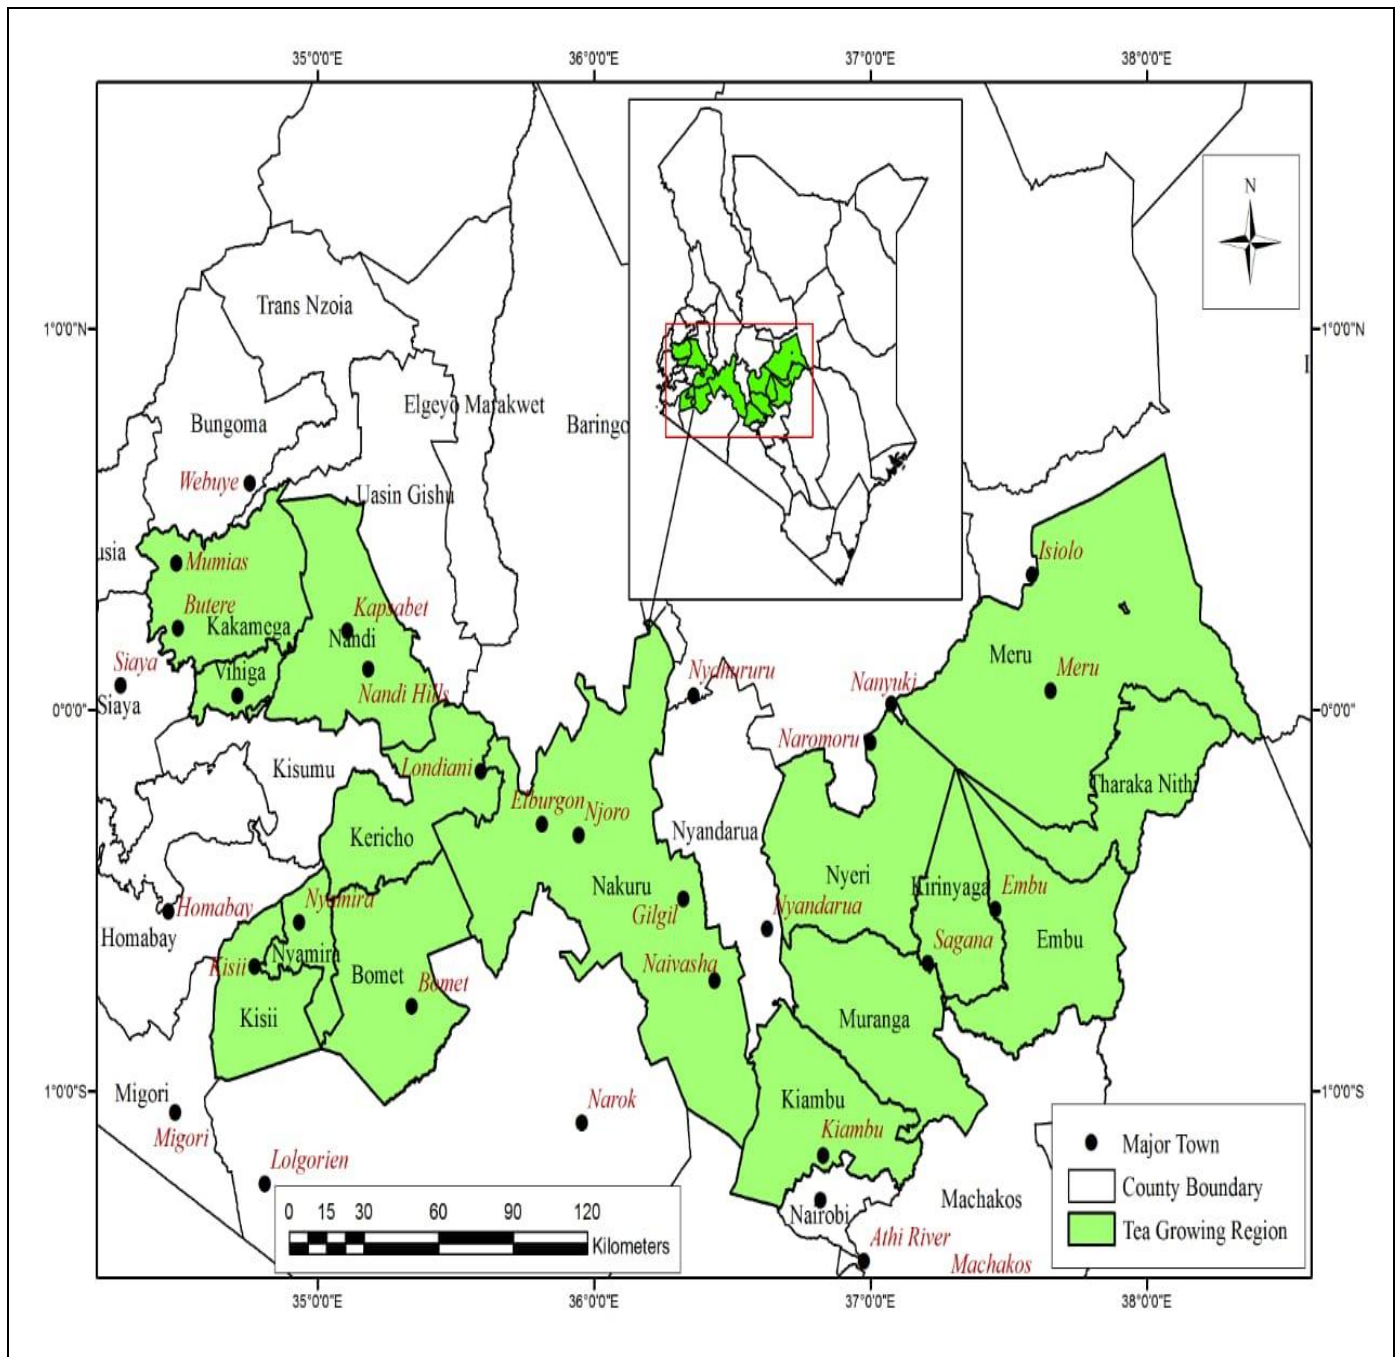 35°0'0"E
36°0'0"E
37°0'0"E
38°0'0"E
N
Trans Nzoia
1°0'0"N
1°0'0"N
Elgeyo Marakwet
Bungoma
Baringo
Webuye
Uasin Gishu
usia
Mumias
Isiolo
Butere
Kapsabet
Kakamega
Nandi
Meru
Siaya
Vihiga
Meru
Nyahururu
Nanyuki
Nandi Hills
Siaya
0°0'0"
0°0'0"
Naromoru
Kisumu
Londiani
Tharaka Nithi
Elburgon
Njoro
Kericho
Nyandarua
Nyeri
Nakuru
Kirinyaga
Embu
Homabay
Nyamira
Gilgil
Nyandarua
Homabay
Nyamira
Sagana
Embu
Kisii
Bomet
Bomet
Naivasha
Kisii
Muranga
1°0'0"S
1°0'0"S
Migori
Narok
Kiambu
Migori
Kiambu
Major Town
Lolgorien
County Boundary
Machakos
Nairobi
Tea Growing Region
0 15 30 60 90 120
Kilometers
Athi River
Machakos
35°0'0"E
36°0'0"E
37°0'0"E
38°0'0"E